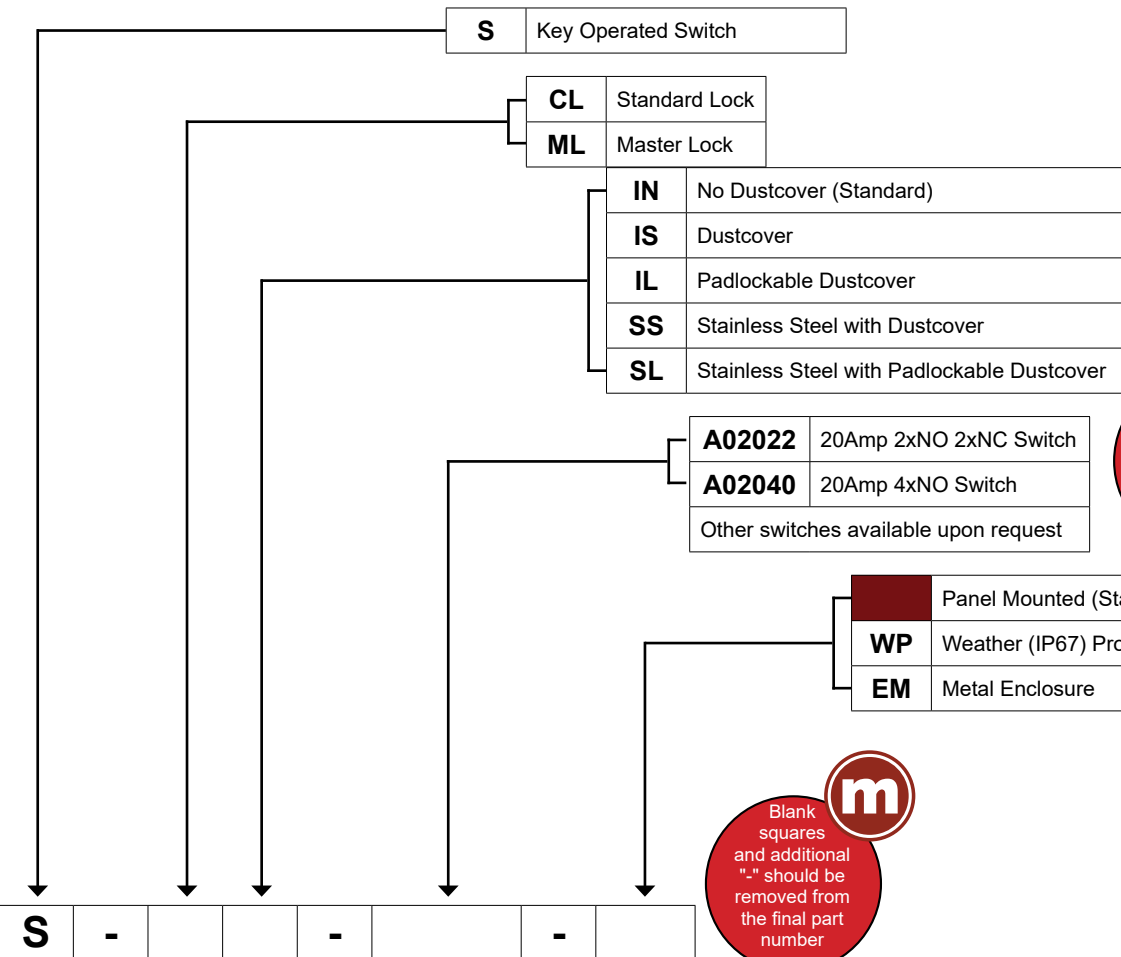 S Key Operated Switch
CL Standard Lock
ML Master Lock
IN No Dustcover (Standard)
IS Dustcover
IL Padlockable Dustcover
SS Stainless Steel with Dustcover
SL Stainless Steel with Padlockable Dustcover
A02022 20Amp 2xNO 2xNC Switch
A02040 20Amp 4xNO Switch
Other switches available upon request
Panel Mounted
WP Weather (IP67)
EM Metal Enclosure
m
Blank
squares
and additional
"-" should be
removed from
the final part
number
S - - -